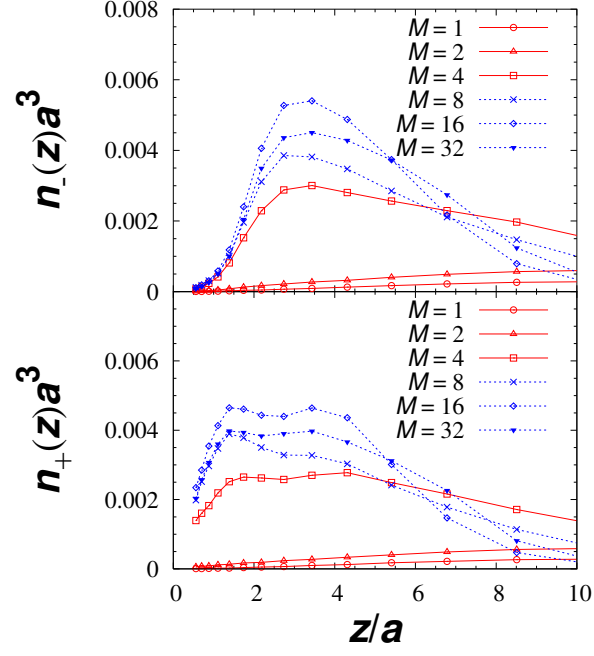 n₋(z)a³
0.008
0.006
0.004
0.002
0
M = 1
M = 2
M = 4
M = 8
M = 16
M = 32
n₊(z)a³
0.006
0.004
0.002
0
M = 1
M = 2
M = 4
M = 8
M = 16
M = 32
0 2 4 6 8 10
z/a